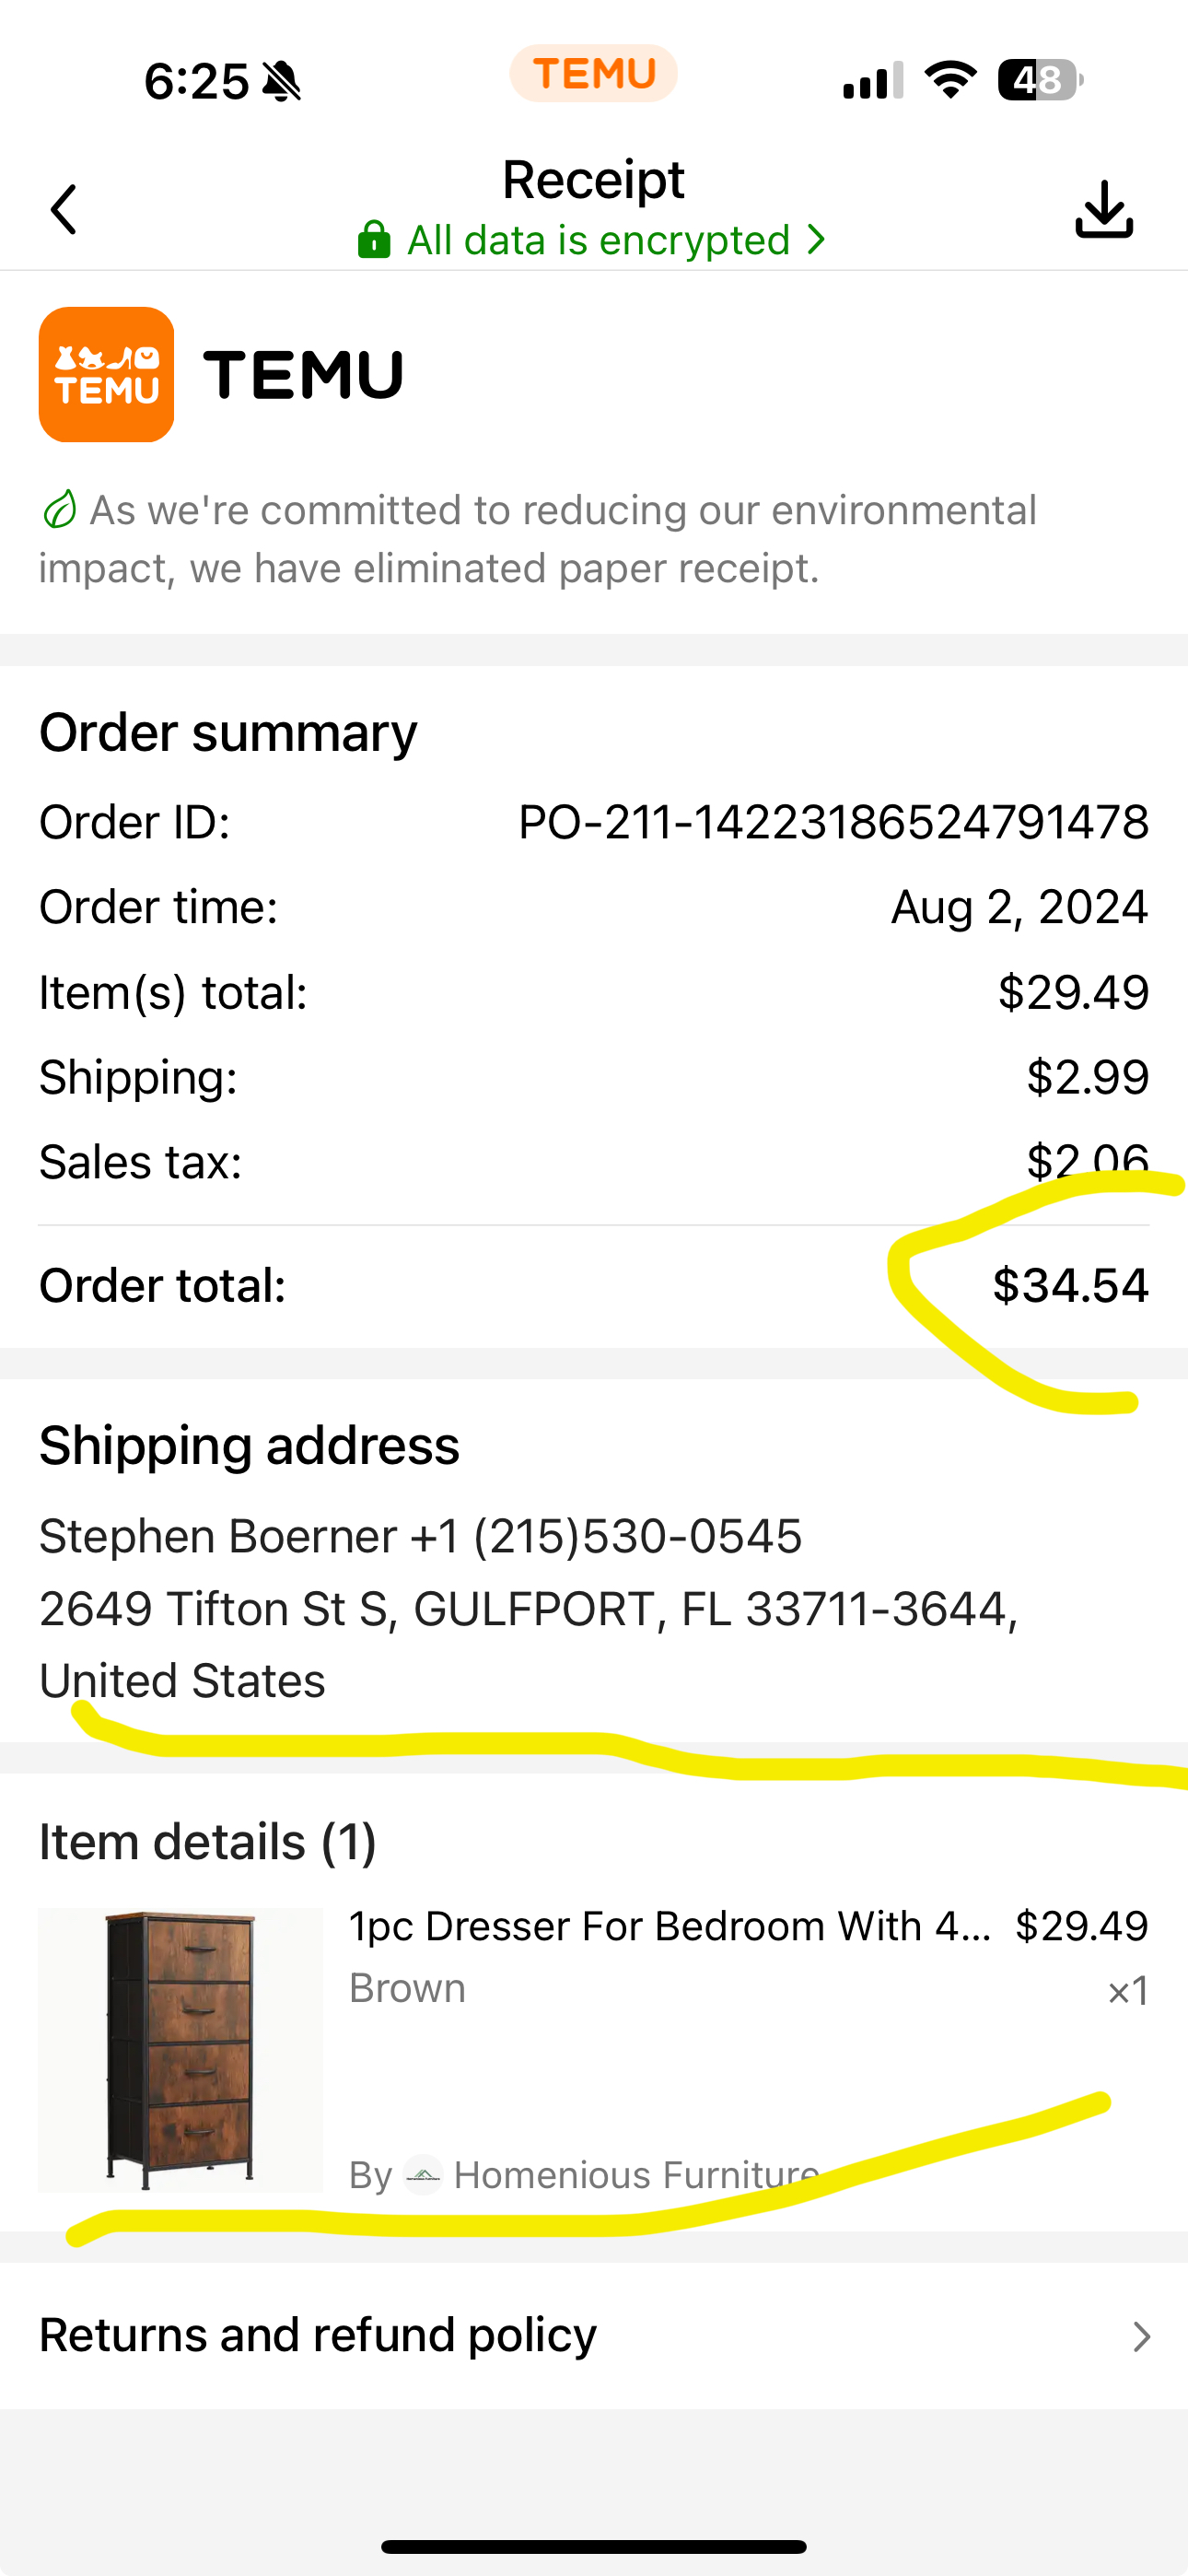 6:25 TEMU 48
Receipt
All data is encrypted
TEMU TEMU
As we're committed to reducing our environmental
impact, we have eliminated paper receipt.
Order summary
Order ID: PO-211-14223186524791478
Order time: Aug 2, 2024
Item(s) total: $29.49
Shipping: $2.99
Sales tax: $2.06
Order total: $34.54
Shipping address
Stephen Boerner +1 (215)530-0545
2649 Tifton St S, GULFPORT, FL 33711-3644,
United States
Item details (1)
1pc Dresser For Bedroom With 4... $29.49
Brown ×1
By Homenious Furniture
Returns and refund policy